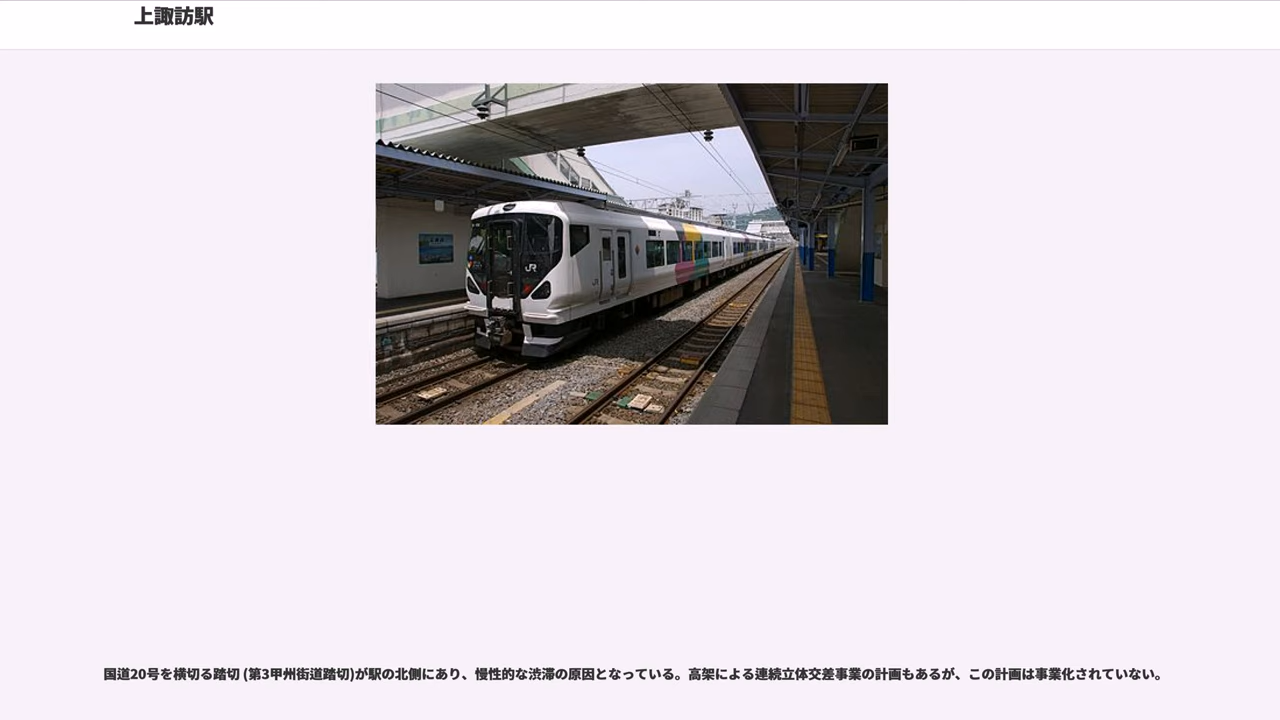 上諏訪駅
JR
国道20号を横切る踏切 (第3甲州街道踏切)が駅の北側にあり、慢性的な渋滞の原因となっている。高架による連続立体交差事業の計画もあるが、この計画は事業化されていない。